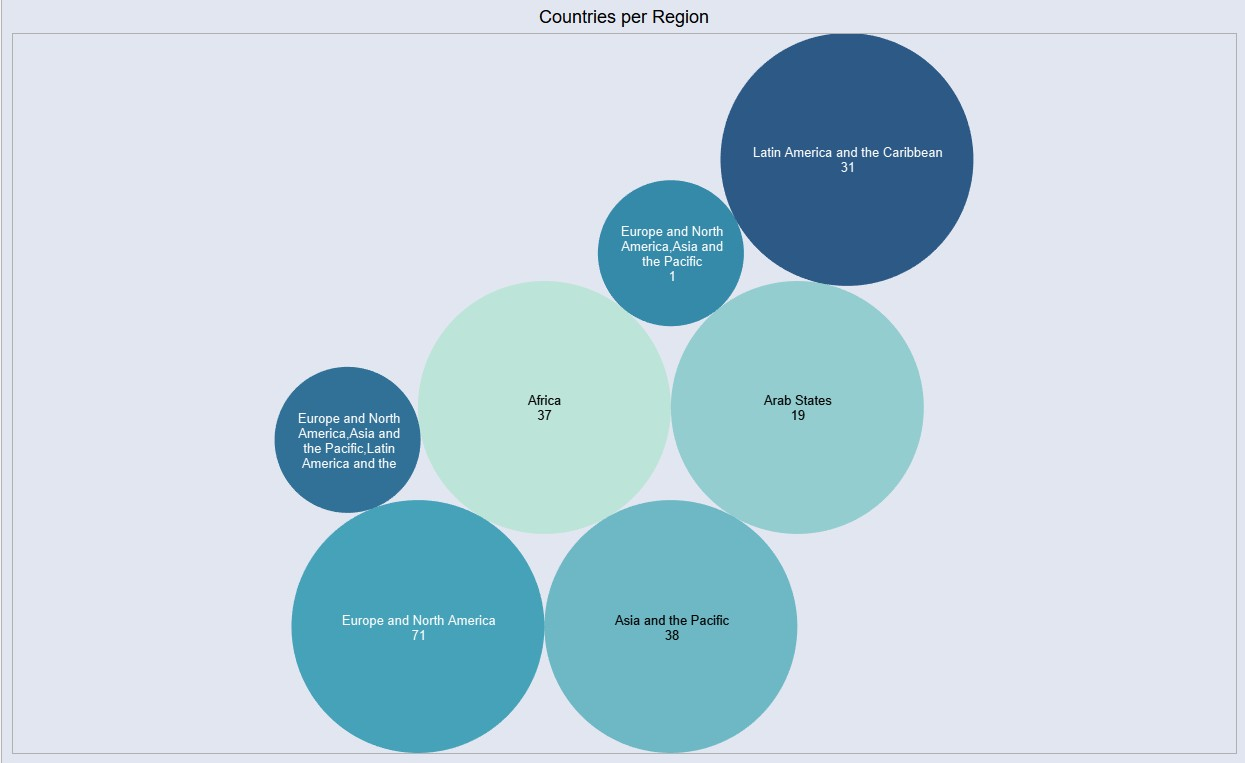 Countries per Region
Latin America and the Caribbean
31
Europe and North
America,Asia and
the Pacific
1
Africa
37
Arab States
19
Europe and North
America,Asia and
the Pacific,Latin
America and the
Europe and North America
71
Asia and the Pacific
38